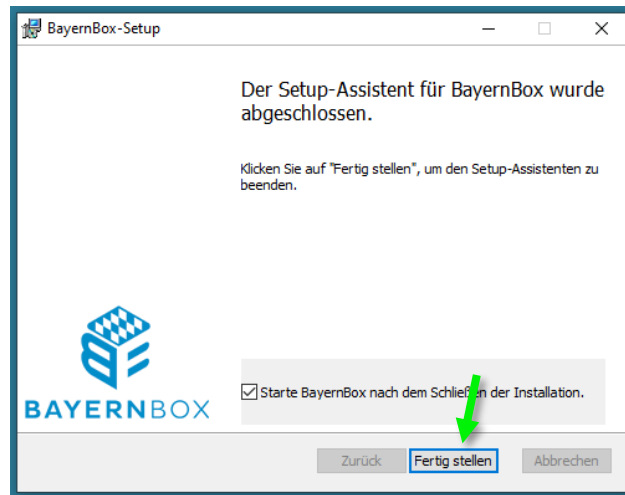 BayernBox-Setup
Der Setup-Assistent für BayernBox wurde
abgeschlossen.
Klicken Sie auf "Fertig stellen", um den Setup-Assistenten zu
beenden.
BAYERNBOX
Starte BayernBox nach dem Schließen der Installation.
Zurück Fertig stellen Abbrechen